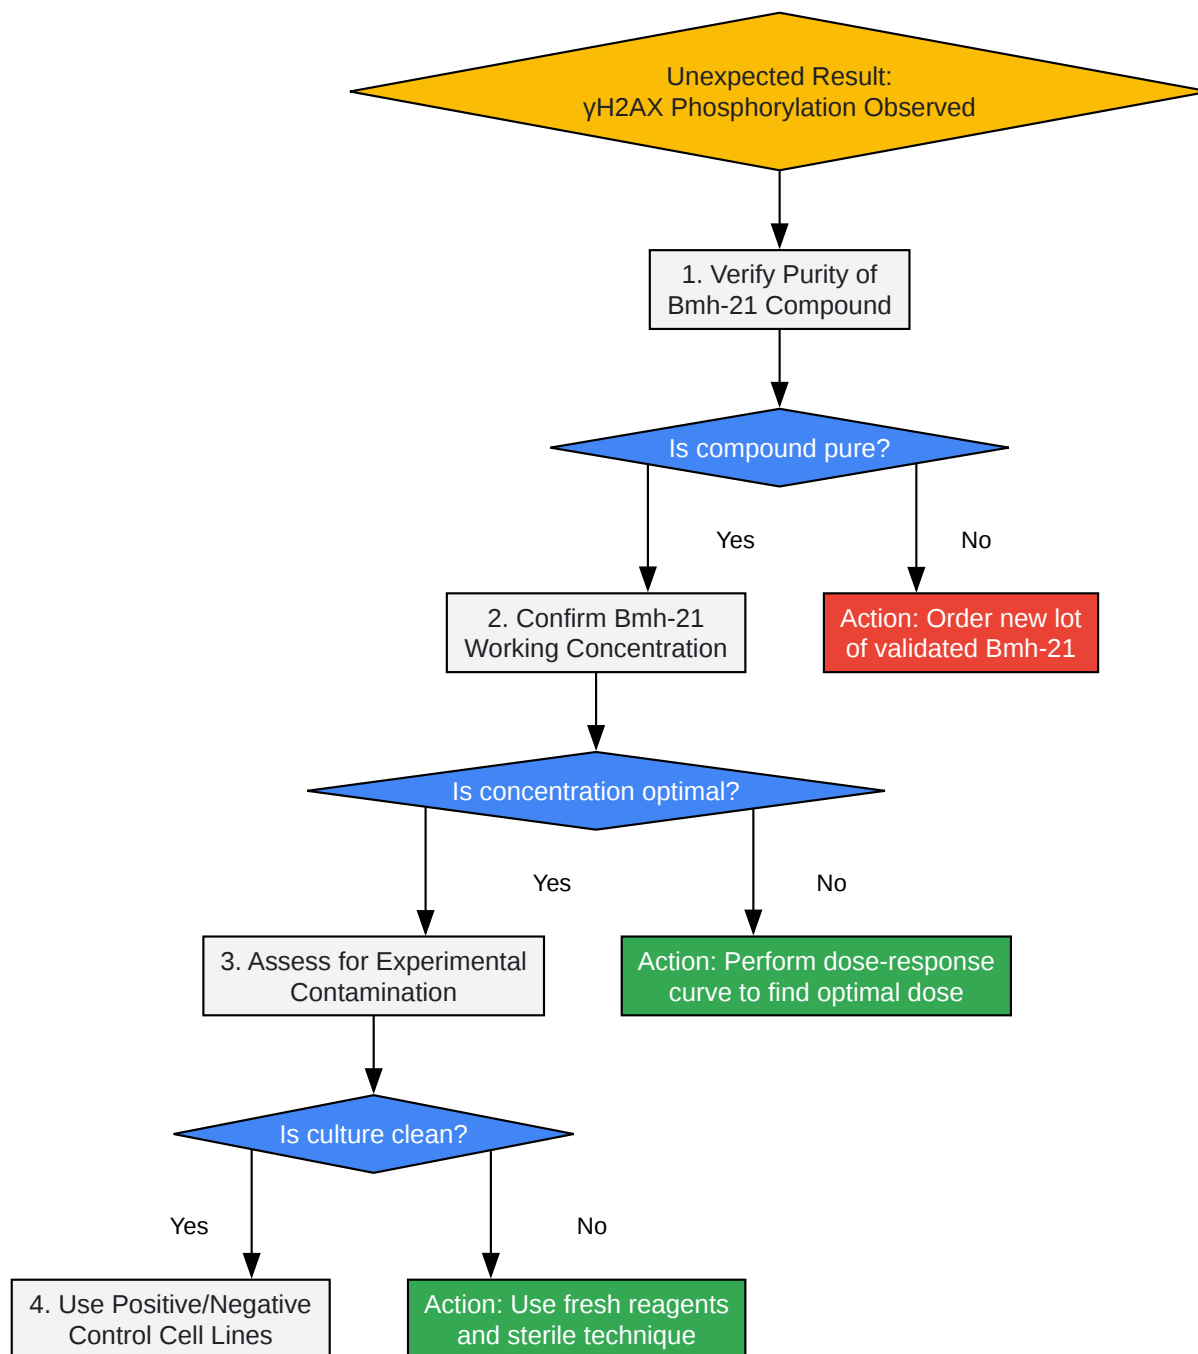 Unexpected Result:
γH2AX Phosphorylation Observed
1. Verify Purity of
Bmh-21 Compound
Is compound pure?
Yes
No
2. Confirm Bmh-21
Working Concentration
Action: Order new lot
of validated Bmh-21
Is concentration optimal?
Yes
No
3. Assess for Experimental
Contamination
Action: Perform dose-response
curve to find optimal dose
Is culture clean?
Yes
No
4. Use Positive/Negative
Control Cell Lines
Action: Use fresh reagents
and sterile technique